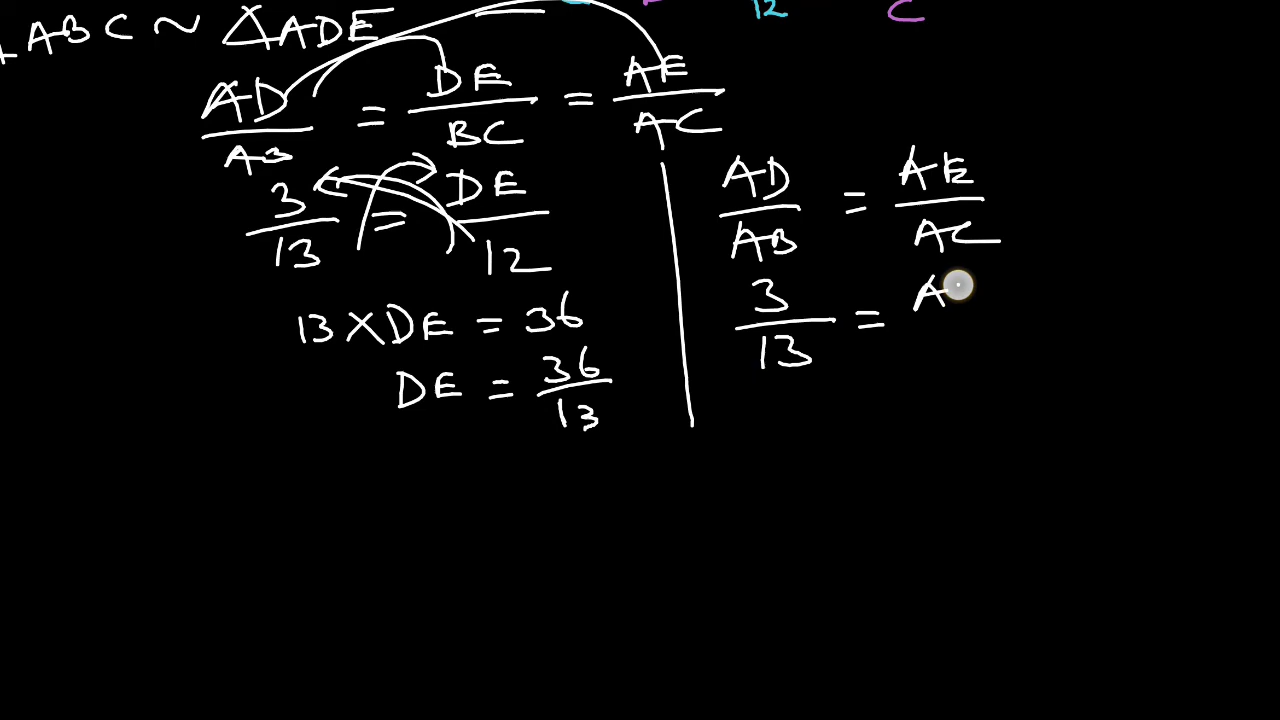 12 C
ABC ~ △ADE
AD/AB = DE/BC = AE/AC
3/13 = DE/12
13 × DE = 36
DE = 36/13
AD/AB = AE/AC
3/13 = A